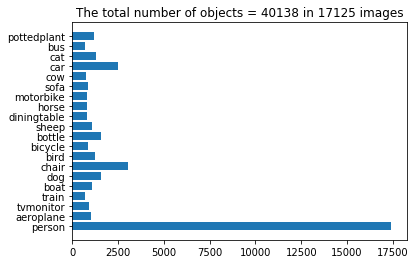 The total number of objects = 40138 in 17125 images
pottedplant
bus
cat
car
cow
sofa
motorbike
horse
diningtable
sheep
bottle
bicycle
bird
chair
dog
boat
train
tvmonitor
aeroplane
person
0 2500 5000 7500 10000 12500 15000 17500